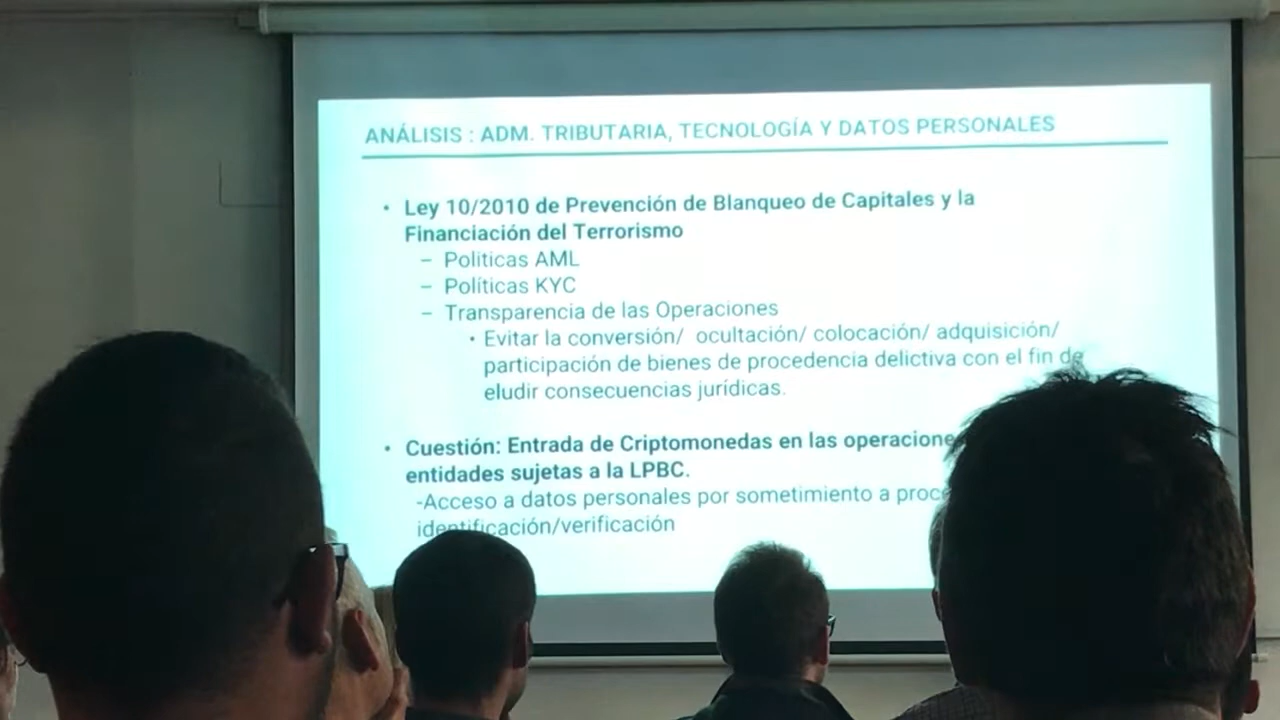 ANÁLISIS : ADM. TRIBUTARIA, TECNOLOGÍA Y DATOS PERSONALES
• Ley 10/2010 de Prevención de Blanqueo de Capitales y la
Financiación del Terrorismo
– Politicas AML
– Políticas KYC
– Transparencia de las Operaciones
• Evitar la conversión/ ocultación/ colocación/ adquisición/
participación de bienes de procedencia delictiva con el fin de
eludir consecuencias jurídicas.
• Cuestión: Entrada de Criptomonedas en las
entidades sujetas a la LPBC.
-Acceso a datos personales por sometimiento a
identificación/verificación